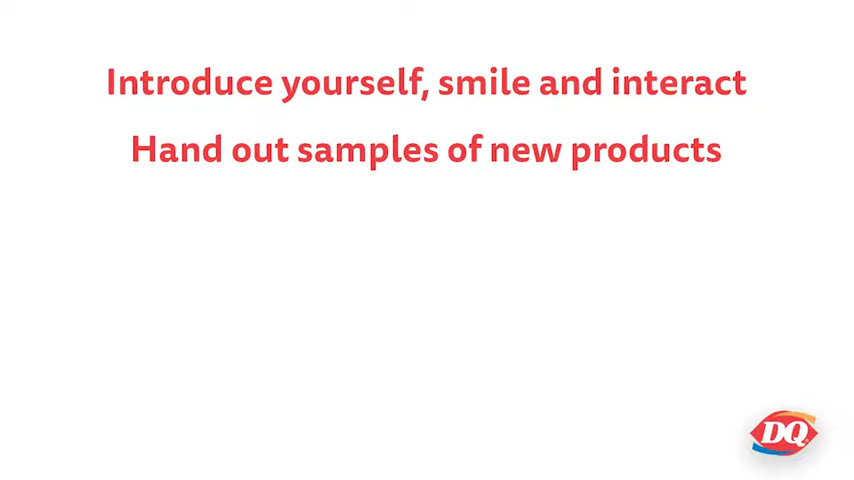 Introduce yourself, smile and interact
Hand out samples of new products
DQ